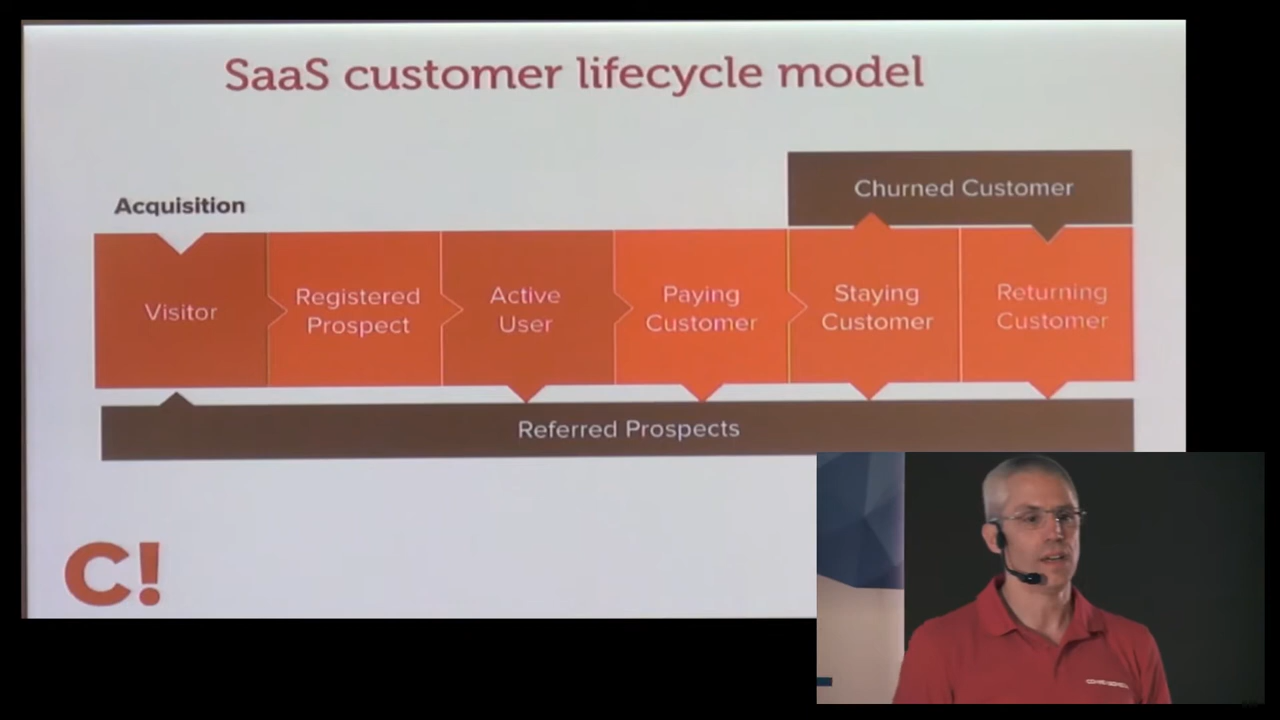 SaaS customer lifecycle model
Churned Customer
Acquisition
Visitor
Registered
Prospect
Active
User
Paying
Customer
Staying
Customer
Returning
Customer
Referred Prospects
C!